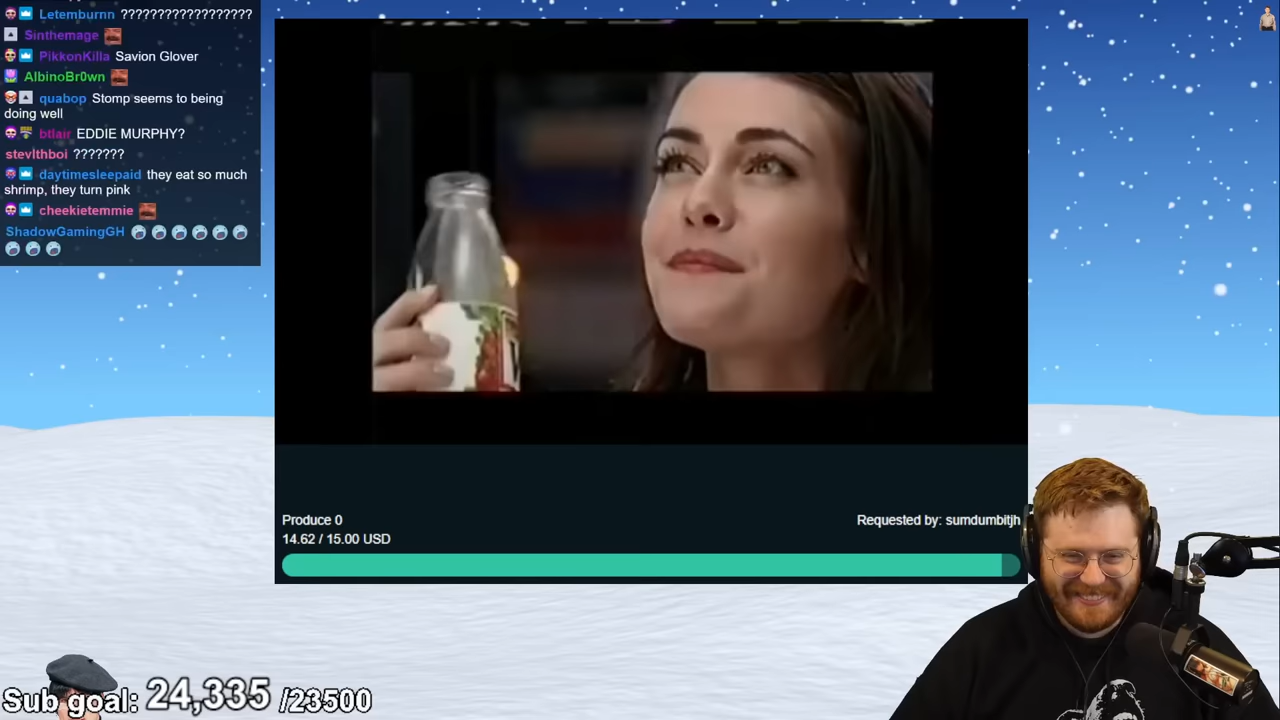 Letemburnn ??????????????????
Sinthemage
PikkonKilla Savion Glover
AlbinoBr0wn
quabop Stomp seems to being
doing well
btlair EDDIE MURPHY?
stevlthboi ???????
daytimesleepaid they eat so much
shrimp, they turn pink
cheekietemmie
ShadowGamingGH
Produce 0
Requested by: sumdumbitjh
14.62 / 15.00 USD
Sub goal: 24,335 /23500